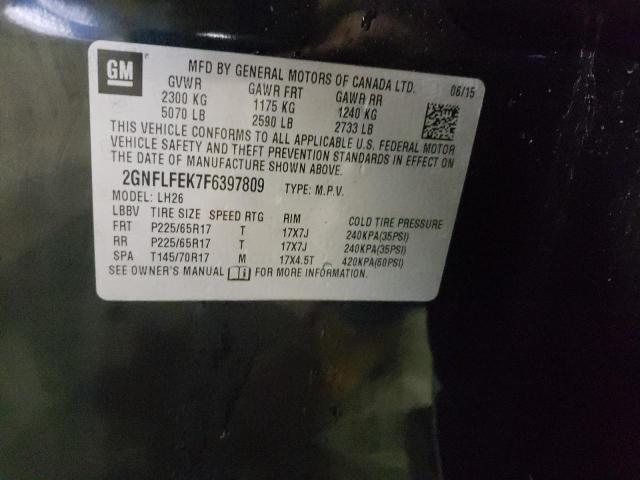 GM
MFD BY GENERAL MOTORS OF CANADA LTD. 06/15
GVWR GAWR FRT GAWR RR
2300 KG 1175 KG 1240 KG
5070 LB 2590 LB 2733 LB
THIS VEHICLE CONFORMS TO ALL APPLICABLE U.S. FEDERAL MOTOR
VEHICLE SAFETY AND THEFT PREVENTION STANDARDS IN EFFECT ON
THE DATE OF MANUFACTURE SHOWN ABOVE.
2GNFLFEK7F6397809 TYPE: M.P.V.
MODEL: LH26
LBBV TIRE SIZE SPEED RTG RIM COLD TIRE PRESSURE
FRT P225/65R17 T 17X7J 240KPA(35PSI)
RR P225/65R17 T 17X7J 240KPA(35PSI)
SPA T145/70R17 M 17X4.5T 420KPA(60PSI)
SEE OWNER'S MANUAL FOR MORE INFORMATION.